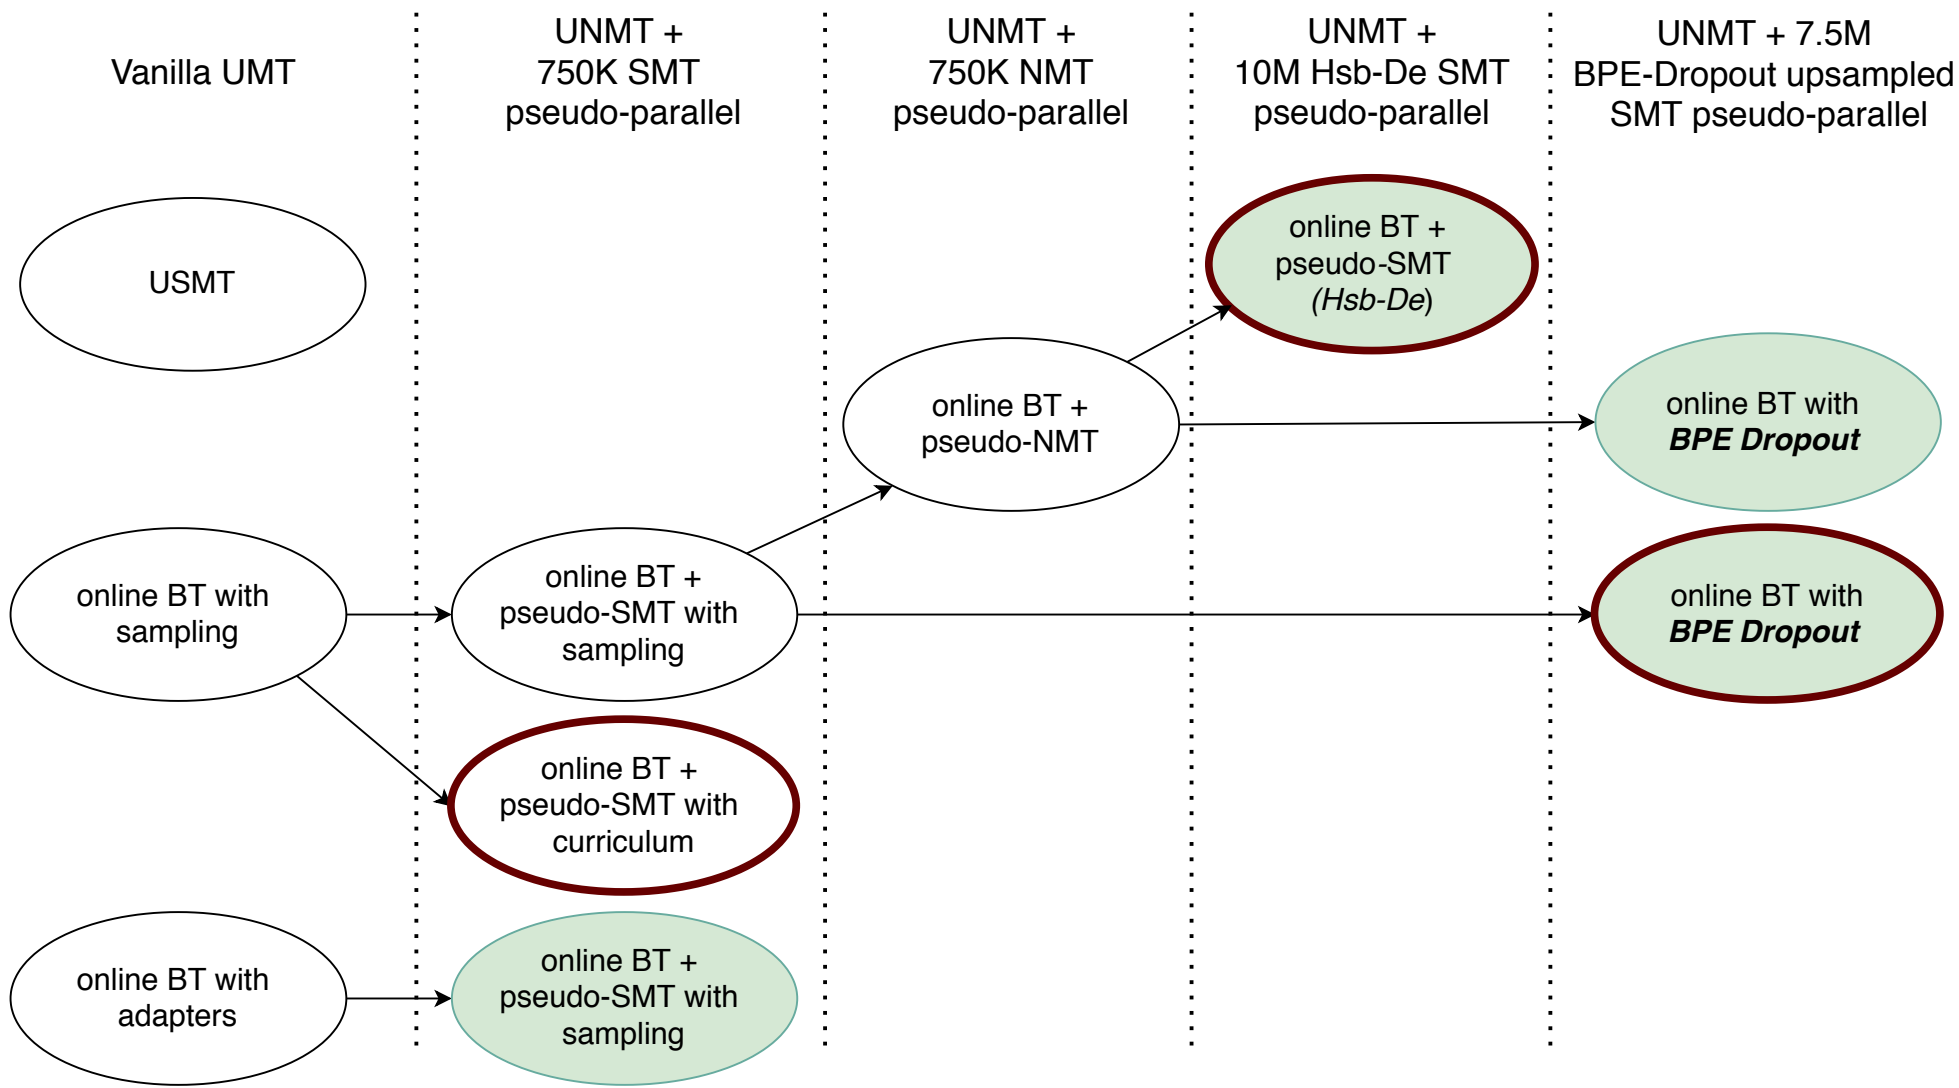 Vanilla UMT
UNMT +
750K SMT
pseudo-parallel
UNMT +
750K NMT
pseudo-parallel
UNMT +
10M Hsb-De SMT
pseudo-parallel
UNMT + 7.5M
BPE-Dropout upsampled
SMT pseudo-parallel
USMT
online BT +
pseudo-SMT
(Hsb-De)
online BT +
pseudo-NMT
online BT with
BPE Dropout
online BT with
sampling
online BT +
pseudo-SMT with
sampling
online BT with
BPE Dropout
online BT +
pseudo-SMT with
curriculum
online BT with
adapters
online BT +
pseudo-SMT with
sampling